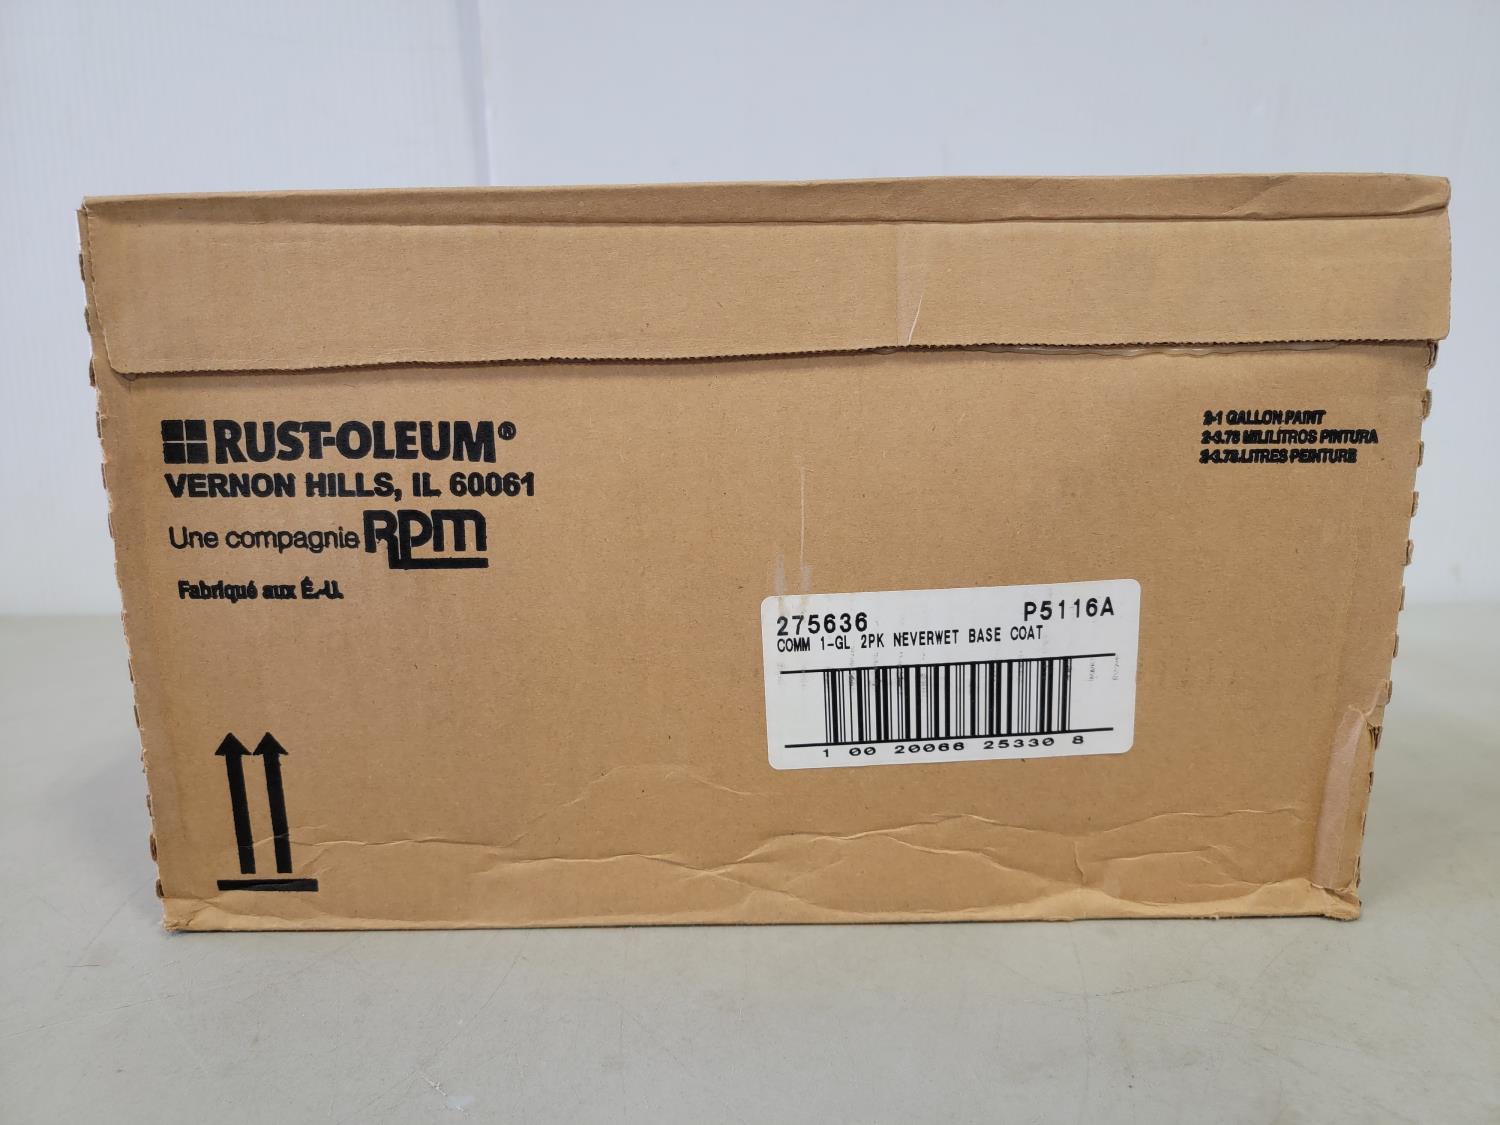 RUST-OLEUM®
VERNON HILLS, IL 60061
Une compagnie RPM
Fabriqué aux É.-U.
2-1 GALLON PAINT
2-3.78 MILILITROS PINTURA
2-3.78 LITRES PEINTURE
275636 P5116A
COMM 1-GL 2PK NEVERWET BASE COAT
1 00 20066 25330 8